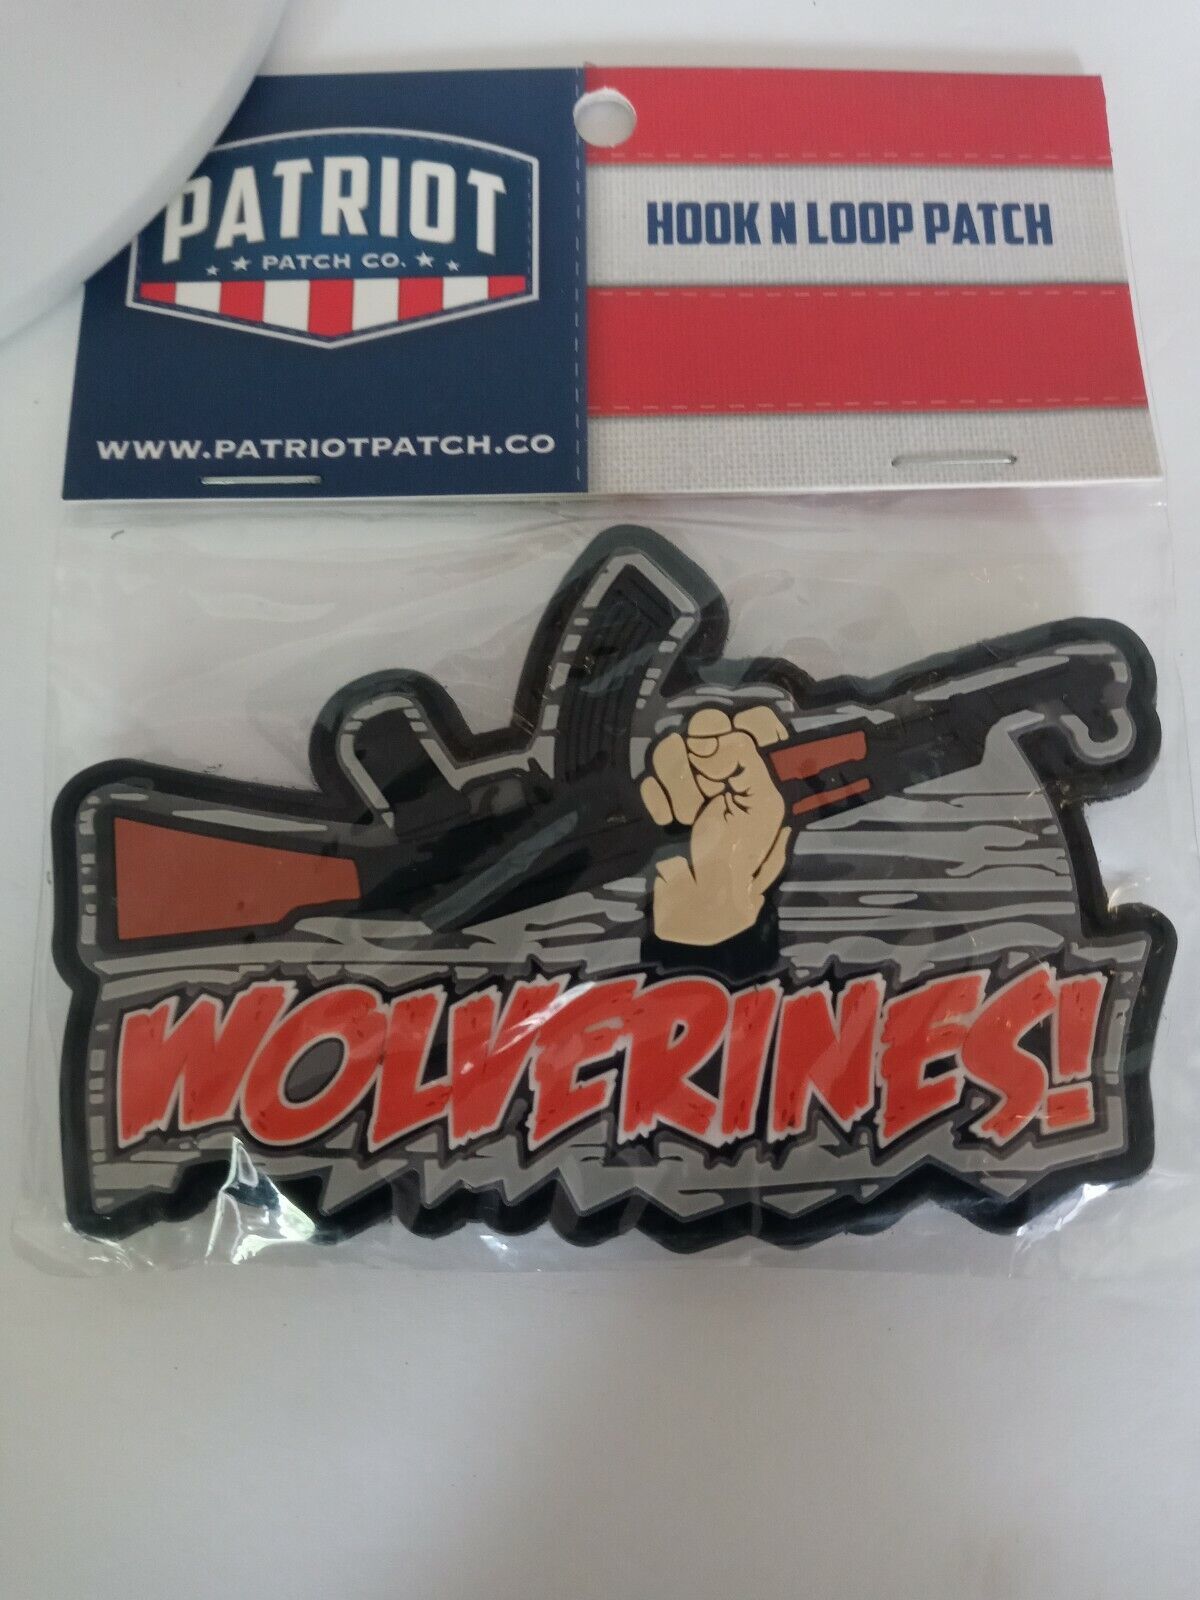 PATRIOT
PATCH CO.
WWW.PATRIOTPATCH.CO
HOOK N LOOP PATCH
WOLVERINES!